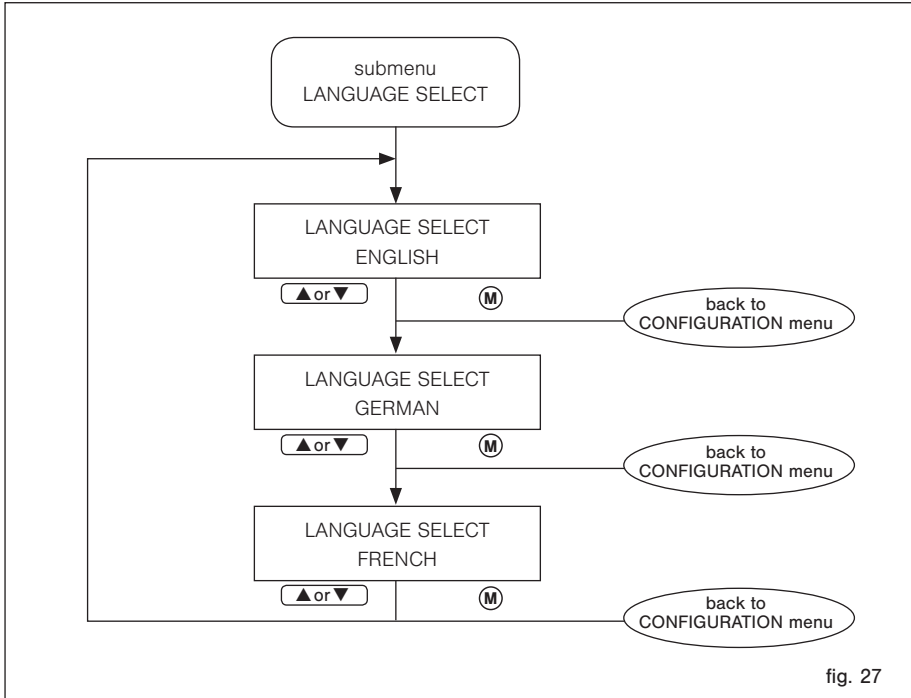 submenu
LANGUAGE SELECT
LANGUAGE SELECT
ENGLISH
▲or▼
M
back to
CONFIGURATION menu
LANGUAGE SELECT
GERMAN
▲or▼
M
back to
CONFIGURATION menu
LANGUAGE SELECT
FRENCH
▲or▼
M
back to
CONFIGURATION menu
fig. 27